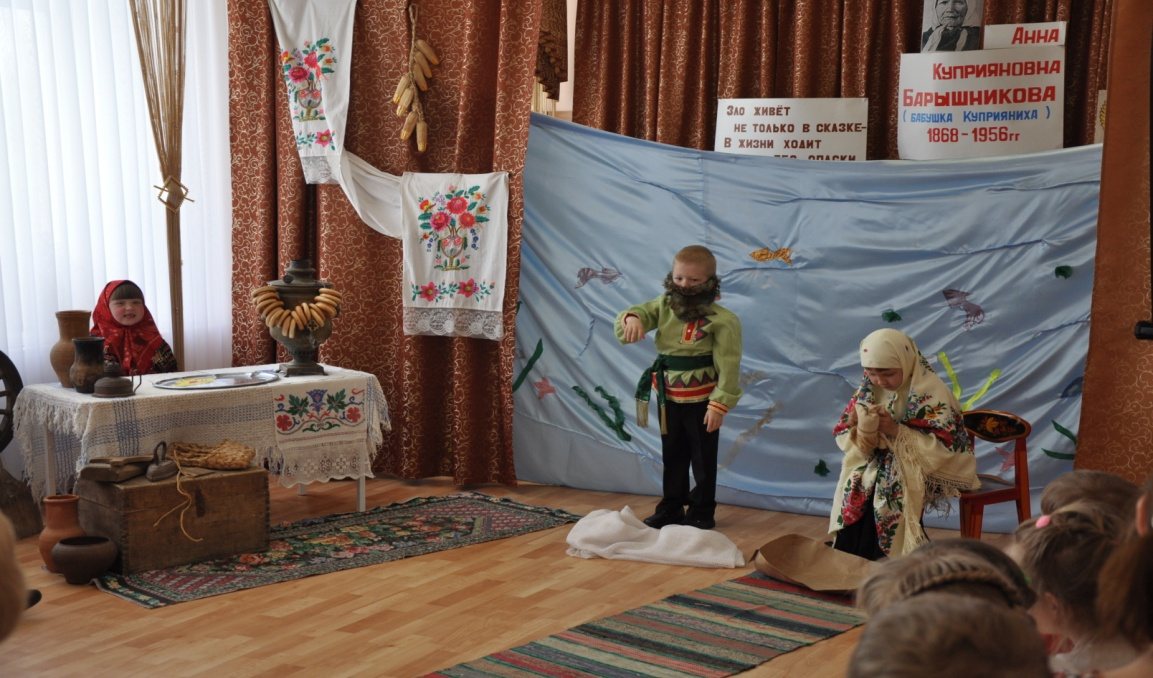 Анна
Куприяновна
Барышникова
( бабушка Куприяниха )
1868-1956гг
Зло живёт
не только в сказке-
В жизни ходит